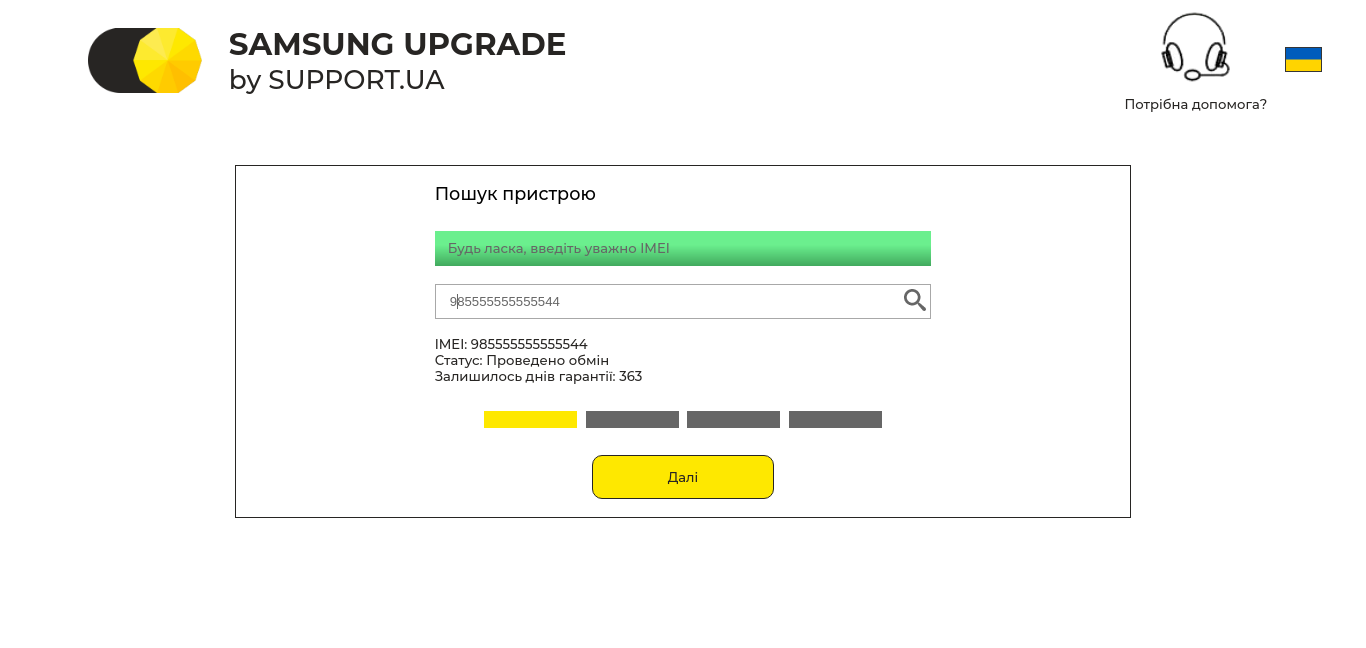 SAMSUNG UPGRADE
by SUPPORT.UA
Потрібна допомога?
Пошук пристрою
Будь ласка, введіть уважно IMEI
985555555555544
IMEI: 985555555555544
Статус: Проведено обмін
Залишилось днів гарантії: 363
Далі